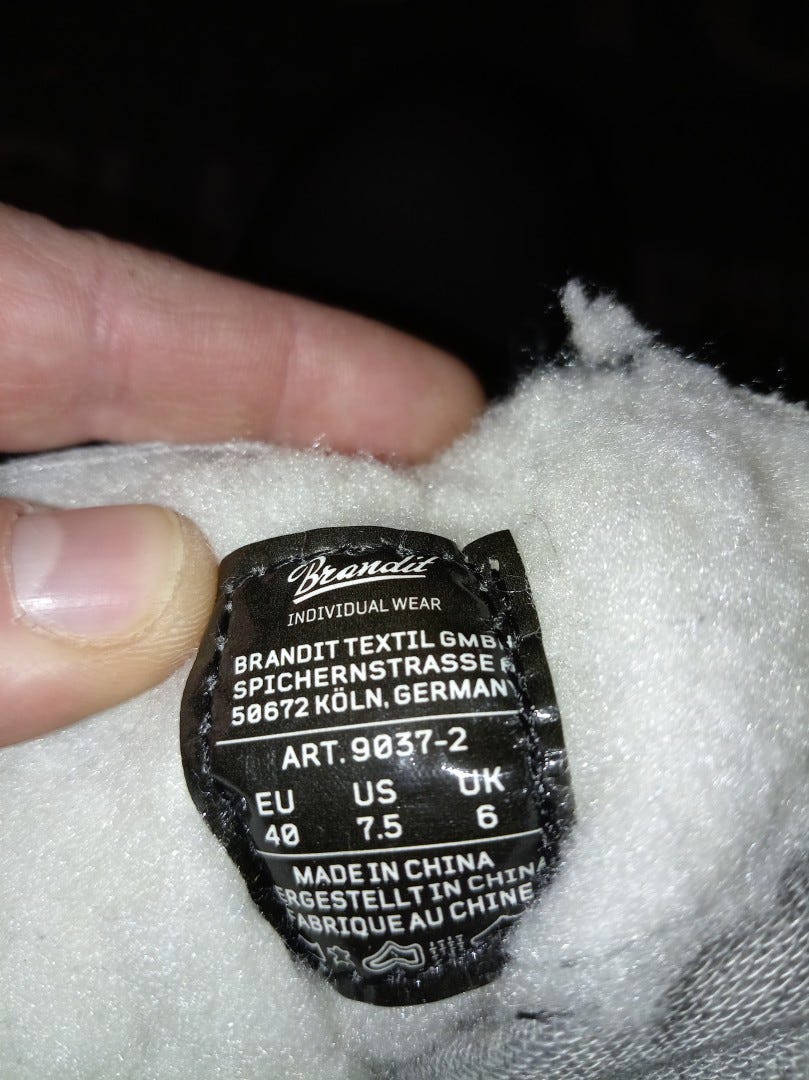 Brandit
INDIVIDUAL WEAR
BRANDIT TEXTIL GMB
SPICHERNSTRASSE
50672 KÖLN, GERMAN
ART. 9037-2
EU US UK
40 7.5 6
MADE IN CHINA
ERGESTELLT IN CHINA
FABRIQUE AU CHINE